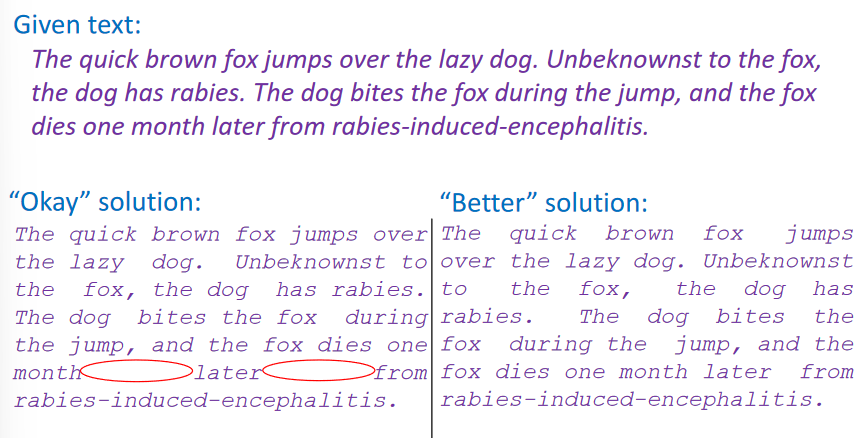 Given text:
The quick brown fox jumps over the lazy dog. Unbeknownst to the fox,
the dog has rabies. The dog bites the fox during the jump, and the fox
dies one month later from rabies-induced-encephalitis.
“Okay” solution:
The quick brown fox jumps over
the lazy  dog.  Unbeknownst to
the  fox, the dog  has rabies.
The dog  bites the fox  during
the jump, and the fox dies one
month        later        from
rabies-induced-encephalitis.
“Better” solution:
The  quick  brown  fox   jumps
over the lazy dog. Unbeknownst
to   the  fox,   the  dog  has
rabies.   The  dog  bites  the
fox  during the  jump, and the
fox dies one month later  from
rabies-induced-encephalitis.